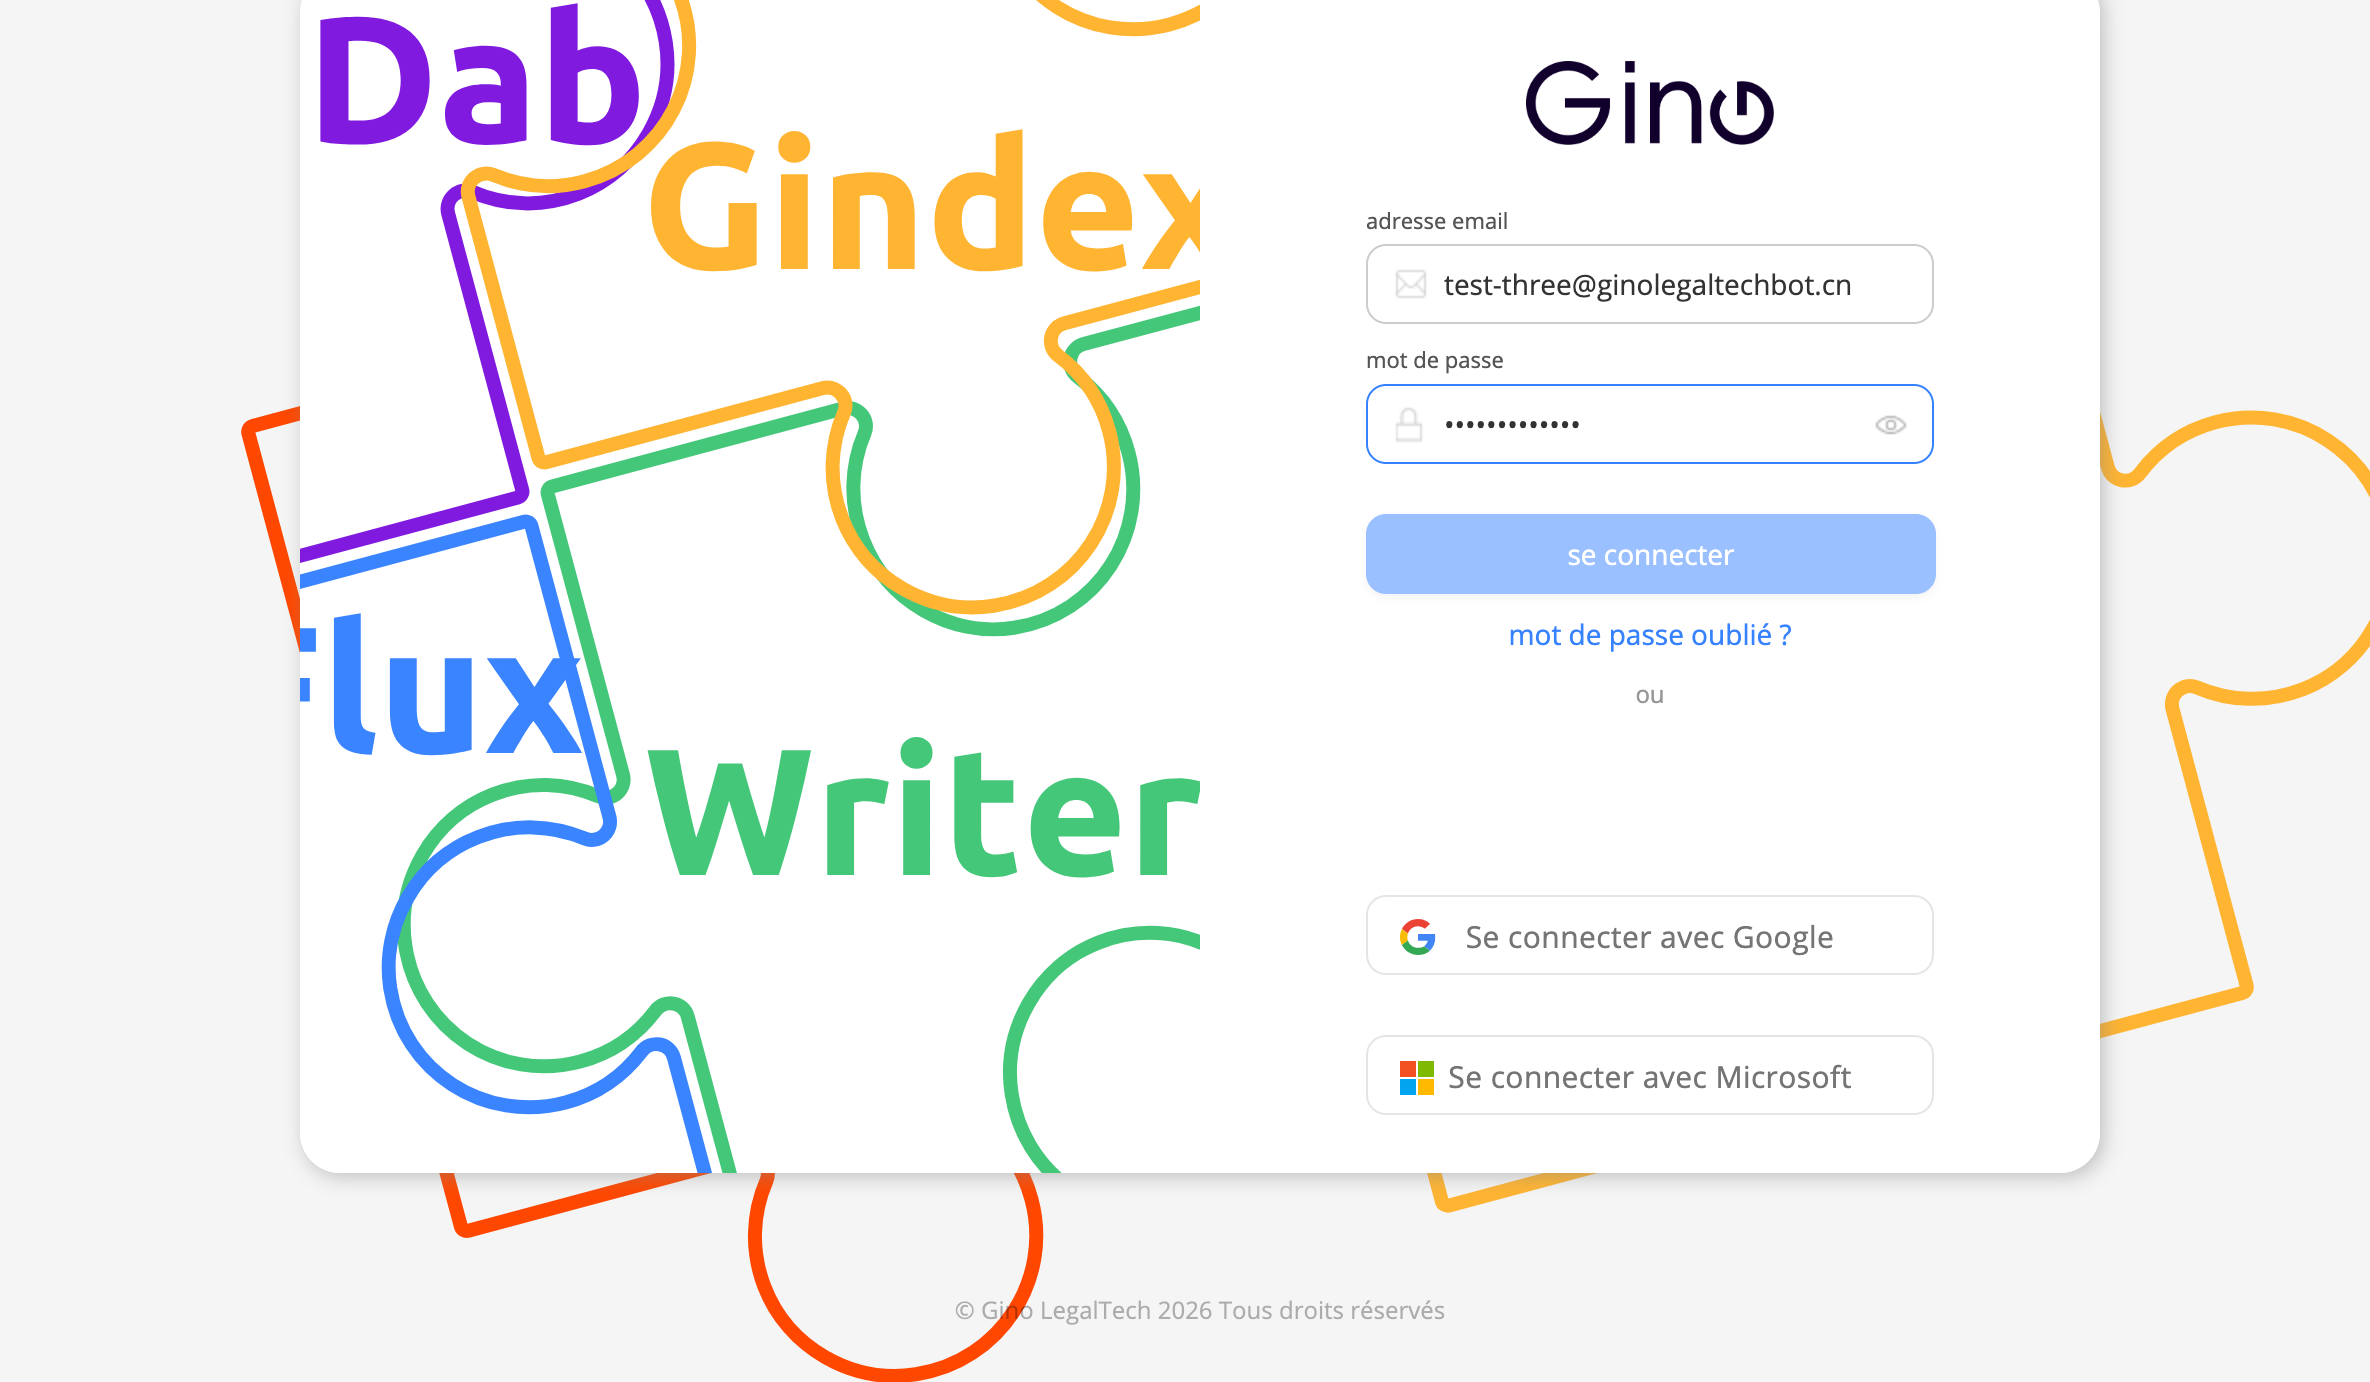 Dab
Gindex
Flux
Writer
Gino
adresse email
test-three@ginolegaltechbot.cn
mot de passe
•••••••••••••
se connecter
mot de passe oublié ?
ou
Se connecter avec Google
Se connecter avec Microsoft
© Gino LegalTech 2026 Tous droits réservés